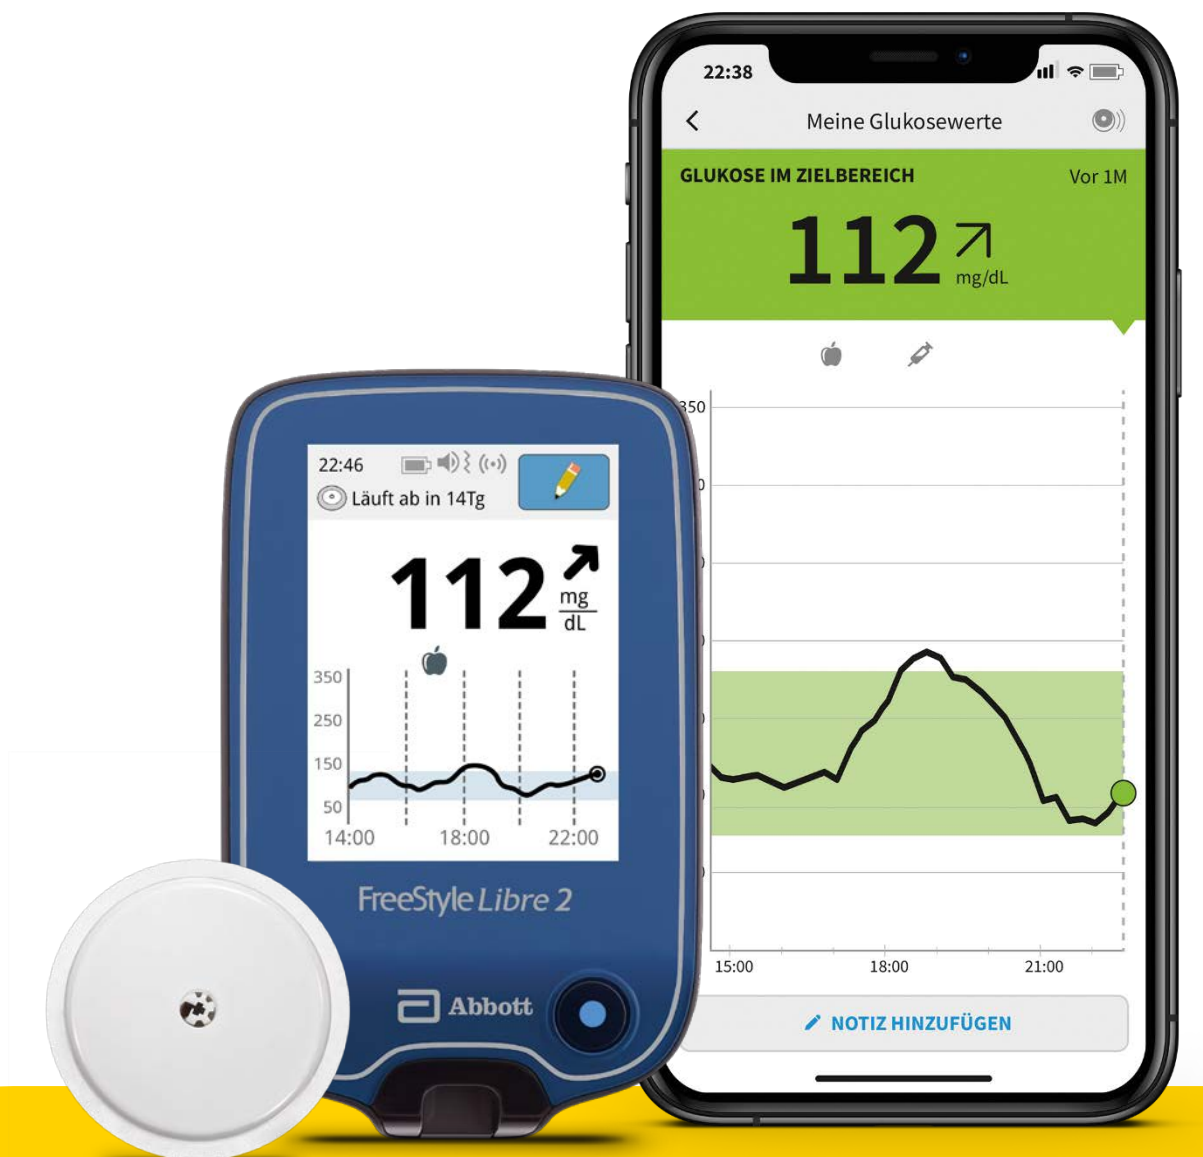 22:38
Meine Glukosewerte
GLUKOSE IM ZIELBEREICH
Vor 1M
112
mg/dL
350
15:00 18:00 21:00
NOTIZ HINZUFÜGEN
22:46
Läuft ab in 14Tg
112
mg
dL
350
250
150
50
14:00 18:00 22:00
FreeStyle Libre 2
Abbott